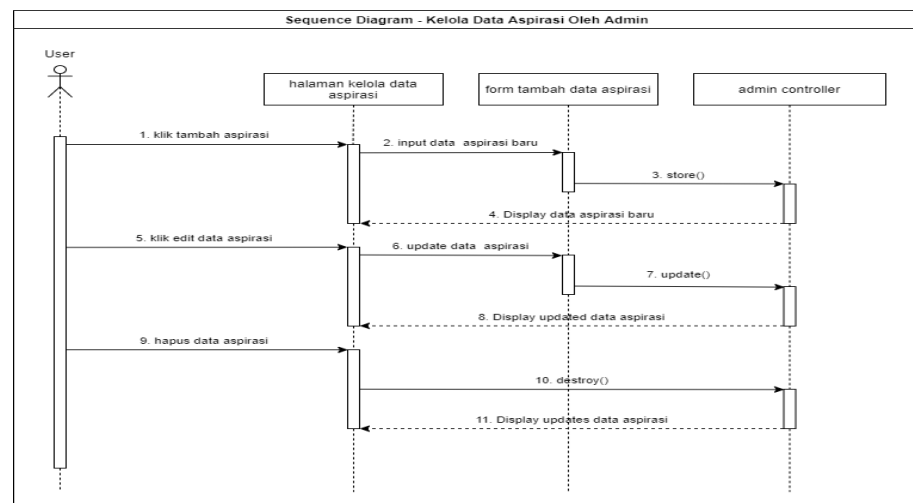 Sequence Diagram - Kelola Data Aspirasi Oleh Admin
User
halaman kelola data
aspirasi
form tambah data aspirasi
admin controller
1. klik tambah aspirasi
2. input data aspirasi baru
3. store()
4. Display data aspirasi baru
5. klik edit data aspirasi
6. update data aspirasi
7. update()
8. Display updated data aspirasi
9. hapus data aspirasi
10. destroy()
11. Display updates data aspirasi